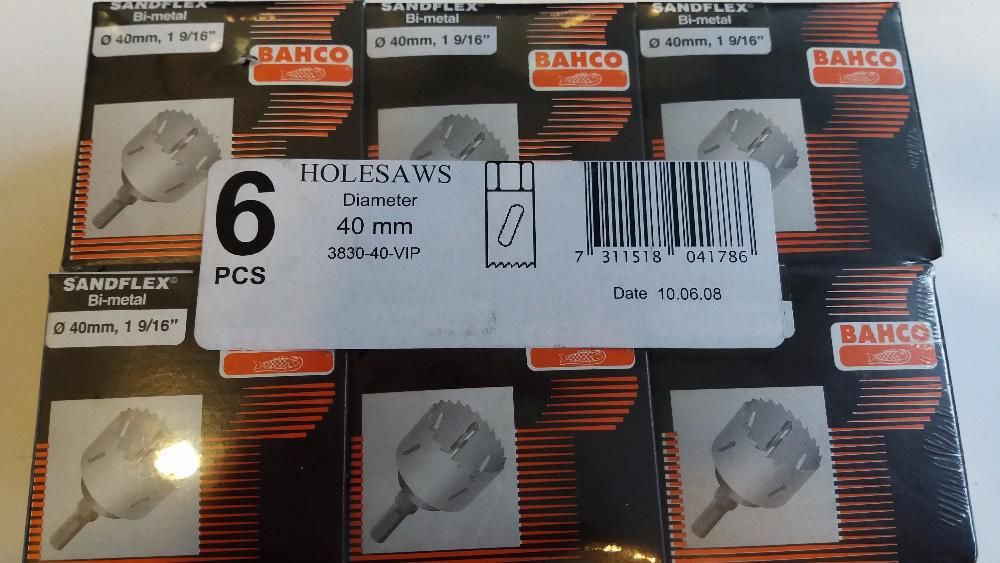 SANDFLEX®
Bi-metal
Ø 40mm, 1 9/16”
BAHCO
SANDFLEX®
Bi-metal
Ø 40mm, 1 9/16”
BAHCO
SANDFLEX®
Bi-metal
Ø 40mm, 1 9/16”
BAHCO
6
PCS
HOLESAWS
Diameter
40 mm
3830-40-VIP
7 311518 041786
Date 10.06.08
SANDFLEX®
Bi-metal
Ø 40mm, 1 9/16”
BAHCO